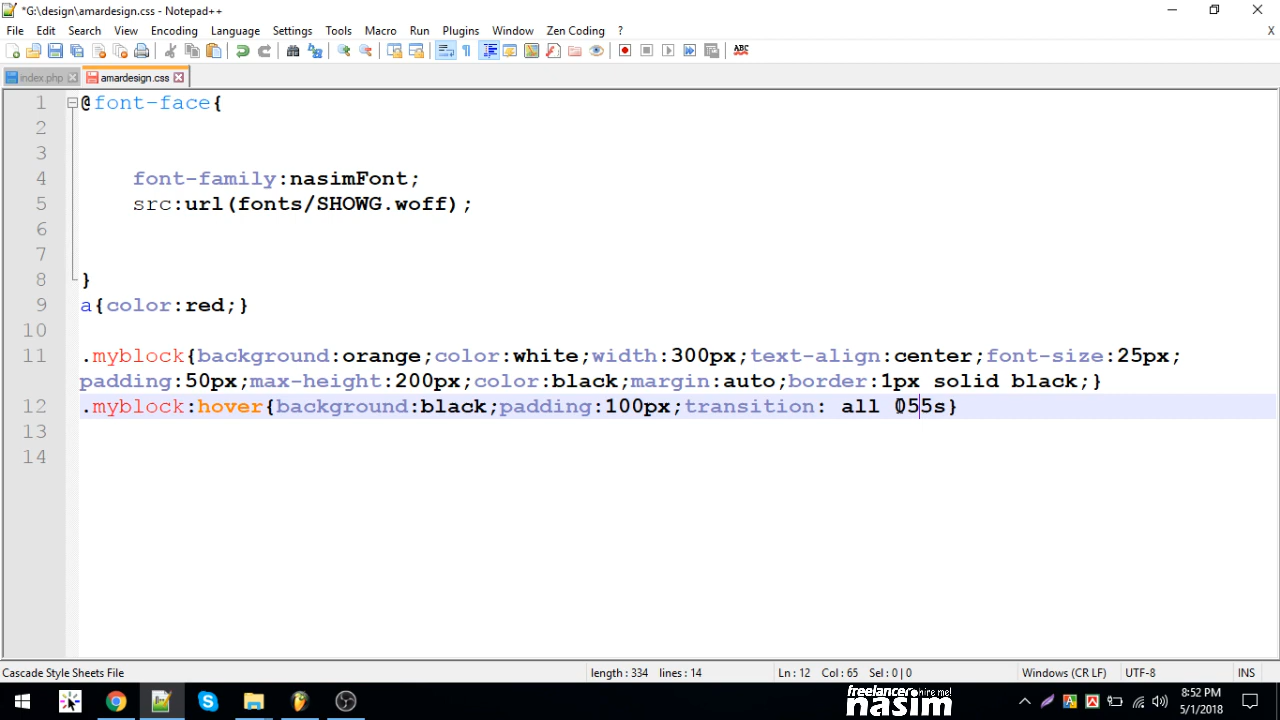 *G:\design\amardesign.css - Notepad++
File Edit Search View Encoding Language Settings Tools Macro Run Plugins Window Zen Coding ?
X
ABC
index.php amardesign.css
1 @font-face{
2
3
4 font-family:nasimFont;
5 src:url(fonts/SHOWG.woff);
6
7
8 }
9 a{color:red;}
10
11 .myblock{background:orange;color:white;width:300px;text-align:center;font-size:25px;
padding:50px;max-height:200px;color:black;margin:auto;border:1px solid black;}
12 .myblock:hover{background:black;padding:100px;transition: all 055s}
13
14
Cascade Style Sheets File length : 334 lines : 14 Ln : 12 Col : 65 Sel : 0 | 0 Windows (CR LF) UTF-8 INS
freelancer hire me!
nasim
8:52 PM
5/1/2018